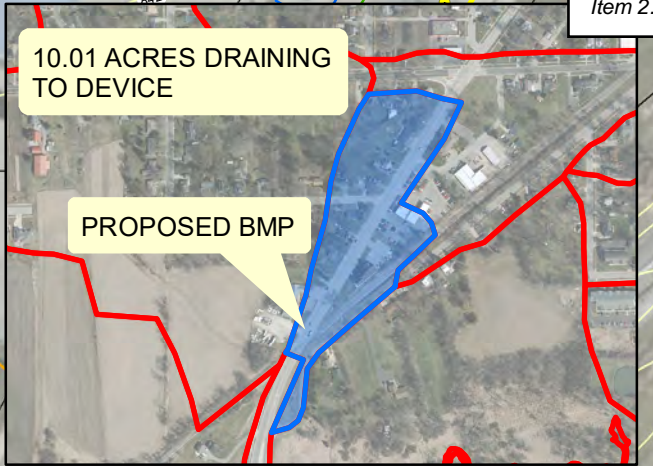 Item 2.
10.01 ACRES DRAINING
TO DEVICE
PROPOSED BMP